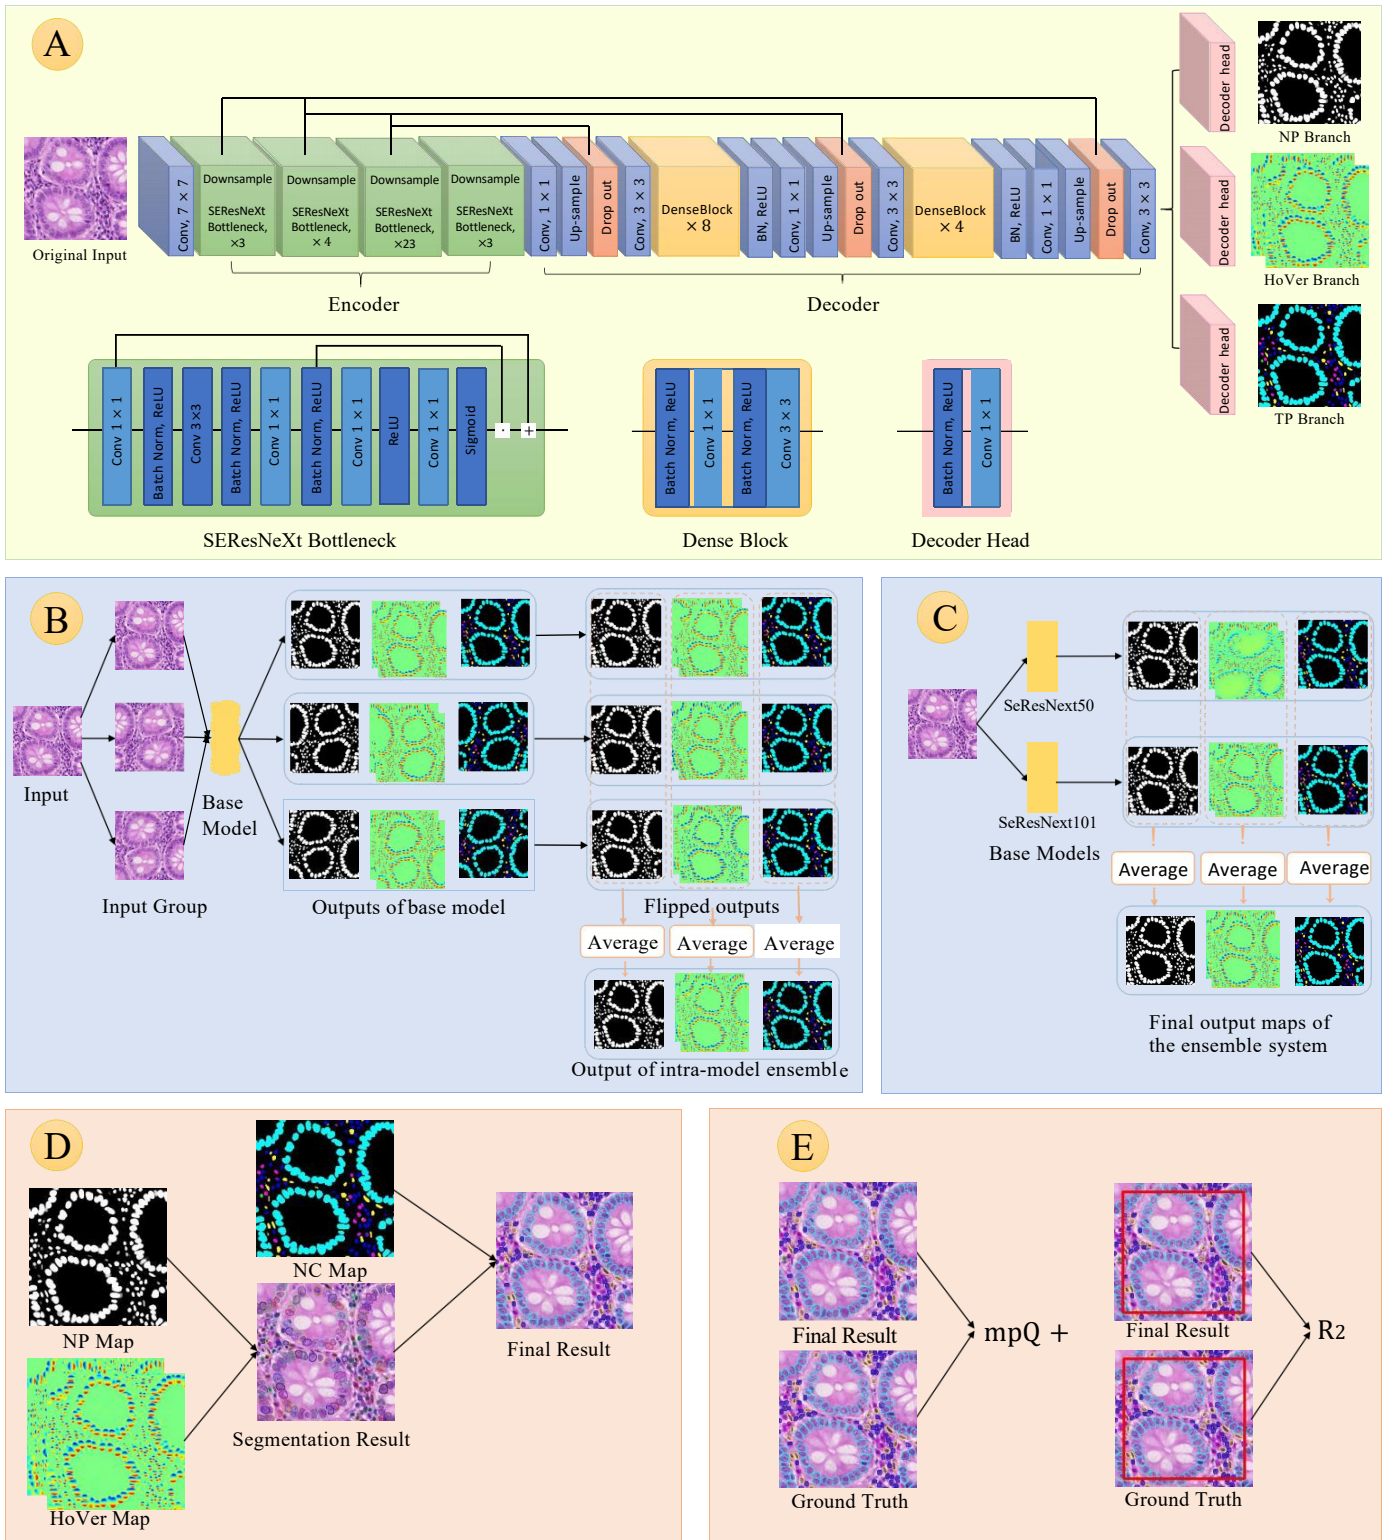 A
Original Input
Conv, 7 × 7
Downsample
SEResNeXt
Bottleneck,
×3
Downsample
SEResNeXt
Bottleneck,
× 4
Downsample
SEResNeXt
Bottleneck,
×23
Downsample
SEResNeXt
Bottleneck,
×3
Conv, 1 × 1
Up-sample
Drop out
Conv, 3 × 3
DenseBlock
× 8
BN, ReLU
Conv, 1 × 1
Up-sample
Drop out
Conv, 3 × 3
DenseBlock
× 4
BN, ReLU
Conv, 1 × 1
Up-sample
Drop out
Conv, 3 × 3
Decoder head
NP Branch
Decoder head
HoVer Branch
Decoder head
TP Branch
Encoder
Decoder
Conv 1 × 1
Batch Norm, ReLU
Conv 3 ×3
Batch Norm, ReLU
Conv 1 × 1
Batch Norm, ReLU
Conv 1 × 1
ReLU
Conv 1 × 1
Sigmoid
·
+
SEResNeXt Bottleneck
Batch Norm, ReLU
Conv 1 × 1
Batch Norm, ReLU
Conv 3 × 3
Dense Block
Batch Norm, ReLU
Conv 1 × 1
Decoder Head
B
Input
Input Group
Base
Model
Outputs of base model
Flipped outputs
Average
Average
Average
Output of intra-model ensemble
C
SeResNext50
SeResNext101
Base Models
Average
Average
Average
Final output maps of
the ensemble system
D
NP Map
HoVer Map
NC Map
Segmentation Result
Final Result
E
Final Result
Ground Truth
mpQ +
Final Result
Ground Truth
R2